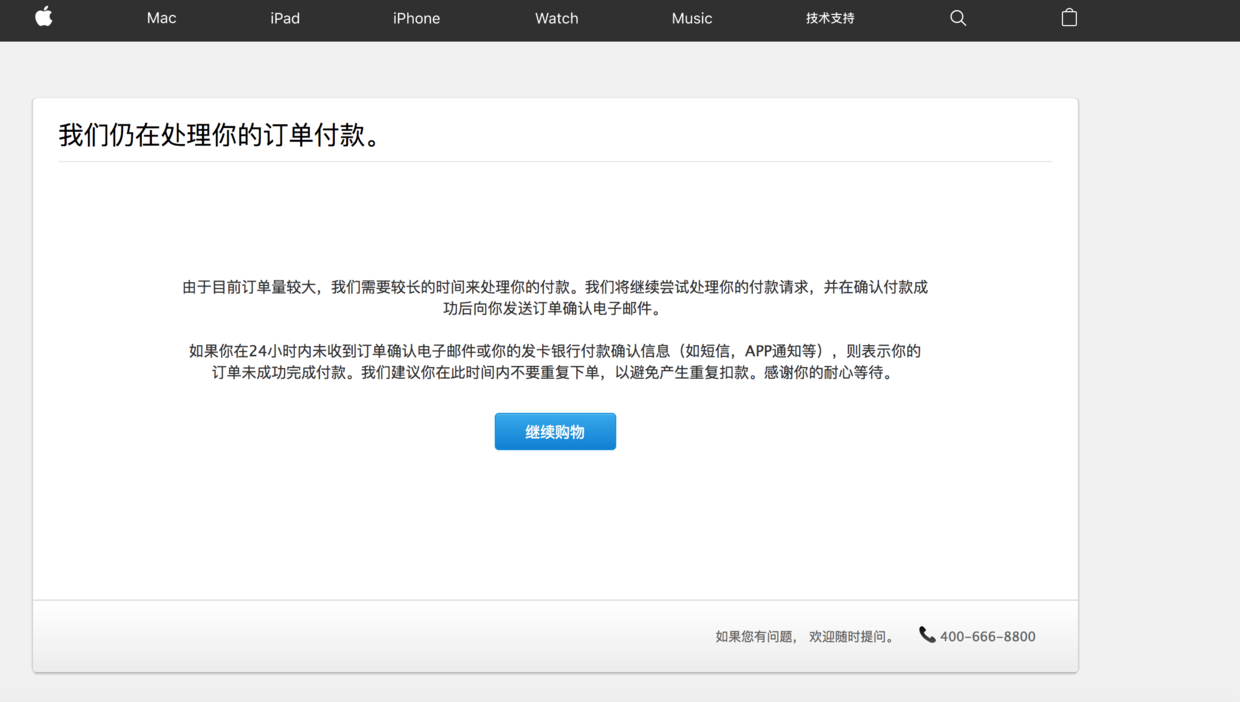 Mac
iPad
iPhone
Watch
Music
技术支持
我们仍在处理你的订单付款。
由于目前订单量较大，我们需要较长的时间来处理你的付款。我们将继续尝试处理你的付款请求，并在确认付款成
功后向你发送订单确认电子邮件。
如果你在24小时内未收到订单确认电子邮件或你的发卡银行付款确认信息（如短信，APP通知等），则表示你的
订单未成功完成付款。我们建议你在此时间内不要重复下单，以避免产生重复扣款。感谢你的耐心等待。
继续购物
如果您有问题， 欢迎随时提问。 400-666-8800